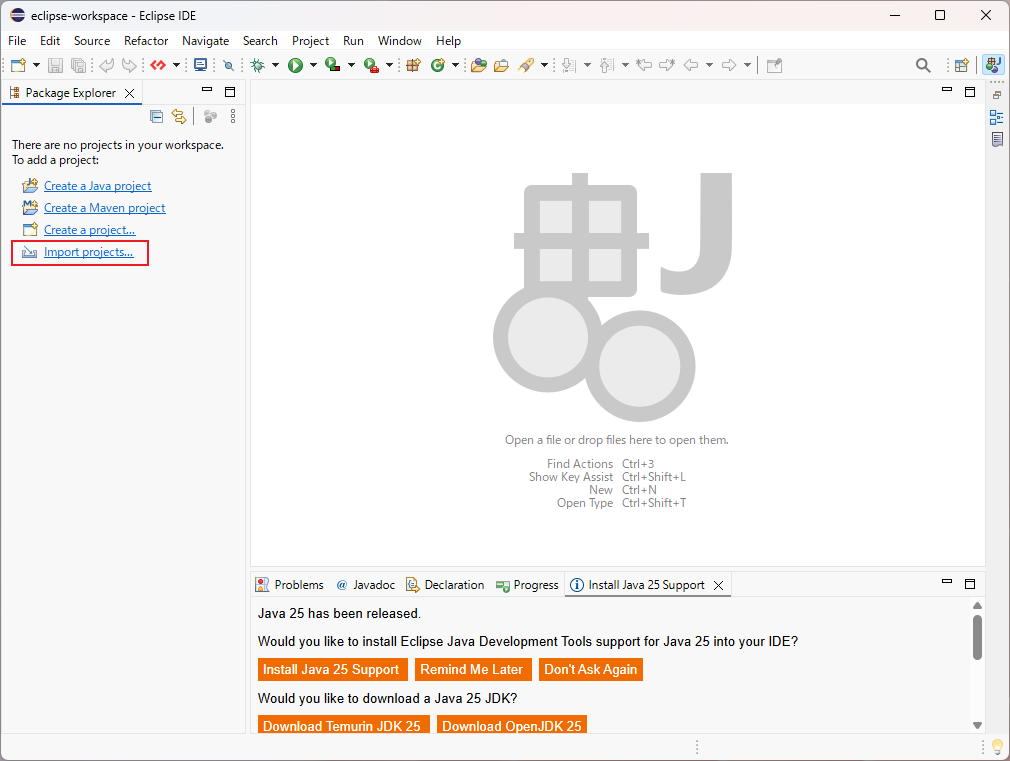 eclipse-workspace - Eclipse IDE
File Edit Source Refactor Navigate Search Project Run Window Help
Package Explorer
There are no projects in your workspace.
To add a project:
Create a Java project
Create a Maven project
Create a project...
Import projects...
J
Open a file or drop files here to open them.
Find Actions Ctrl+3
Show Key Assist Ctrl+Shift+L
New Ctrl+N
Open Type Ctrl+Shift+T
Problems @ Javadoc Declaration Progress Install Java 25 Support
Java 25 has been released.
Would you like to install Eclipse Java Development Tools support for Java 25 into your IDE?
Install Java 25 Support Remind Me Later Don't Ask Again
Would you like to download a Java 25 JDK?
Download Temurin JDK 25 Download OpenJDK 25